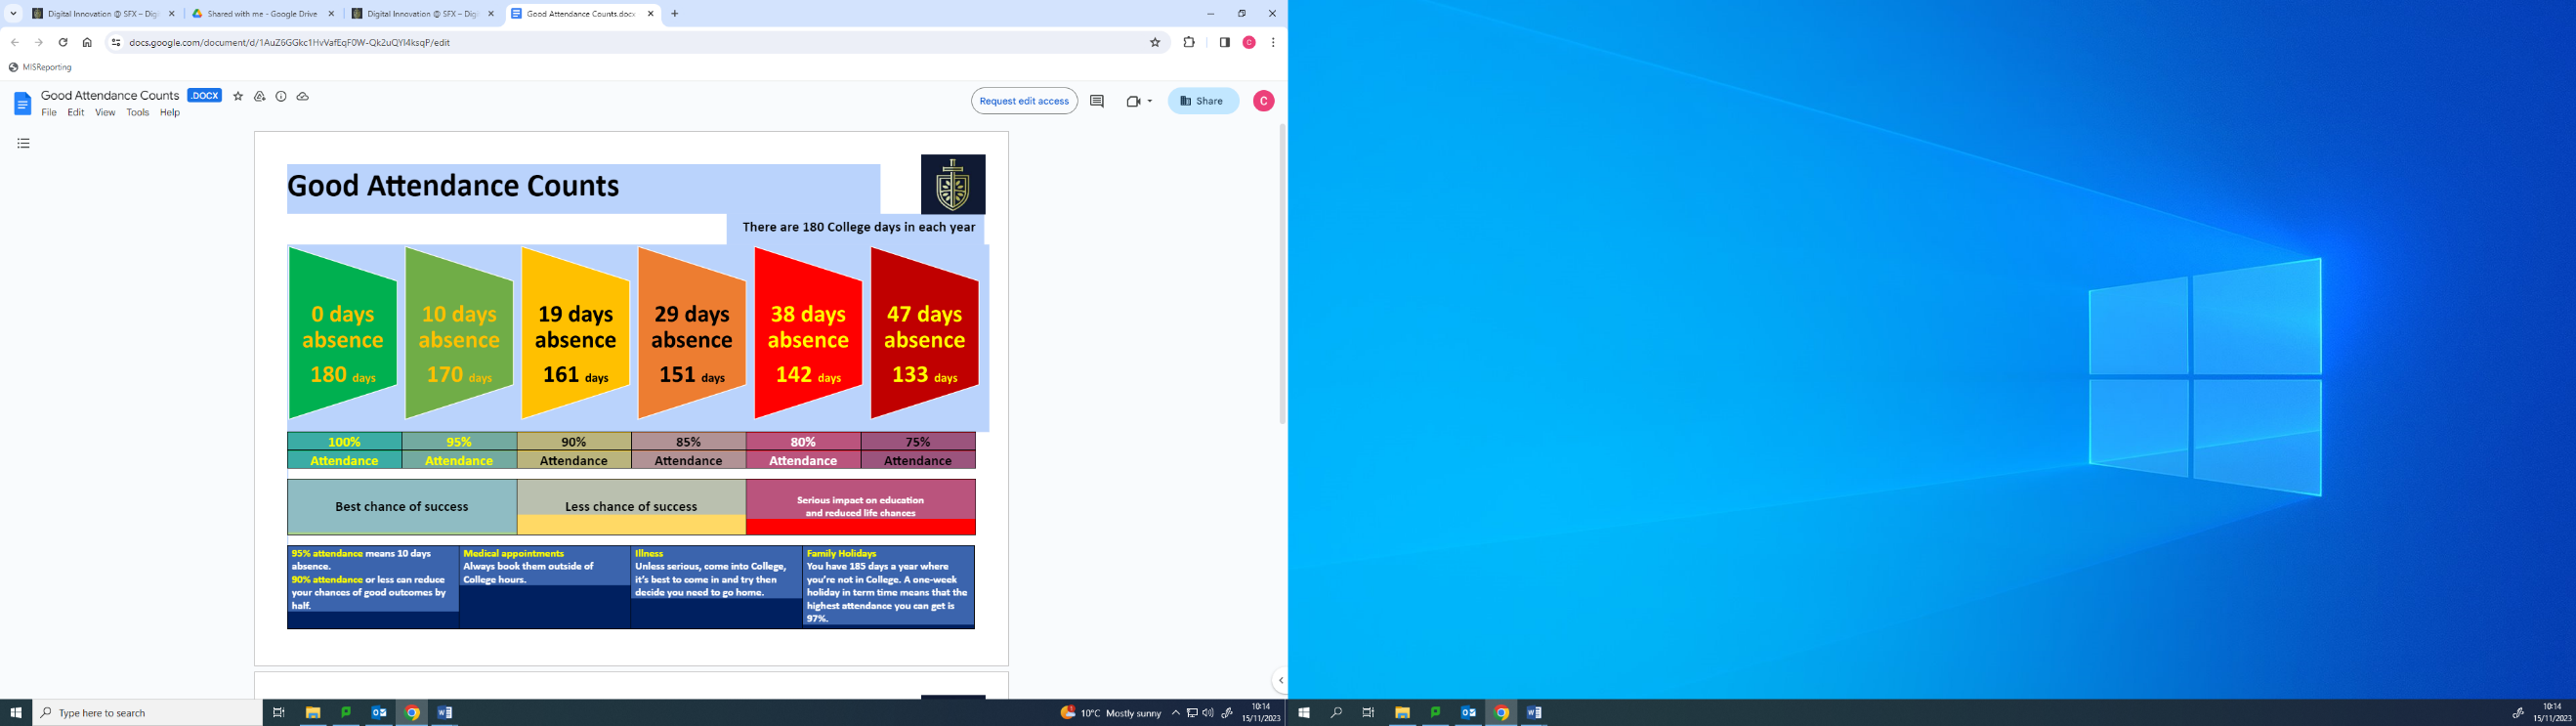 Digital Innovation @ SFX – Dig
Shared with me - Google Drive
Digital Innovation @ SFX – Dig
Good Attendance Counts.docx
docs.google.com/document/d/1AuZ6GGkc1HvVafEqF0W-Qk2uQYl4ksqP/edit
MISReporting
Good Attendance Counts .DOCX
File Edit View Tools Help
Request edit access
Share
C
Good Attendance Counts
There are 180 College days in each year
0 days absence 180 days
10 days absence 170 days
19 days absence 161 days
29 days absence 151 days
38 days absence 142 days
47 days absence 133 days
100% 95% 90% 85% 80% 75%
Attendance Attendance Attendance Attendance Attendance Attendance
Best chance of success
Less chance of success
Serious impact on education
and reduced life chances
95% attendance means 10 days
absence.
90% attendance or less can reduce
your chances of good outcomes by
half.
Medical appointments
Always book them outside of
College hours.
Illness
Unless serious, come into College,
it's best to come in and try then
decide you need to go home.
Family Holidays
You have 185 days a year where
you're not in College. A one-week
holiday in term time means that the
highest attendance you can get is
97%.
Type here to search
10°C Mostly sunny
10:14
15/11/2023
10:14
15/11/2023